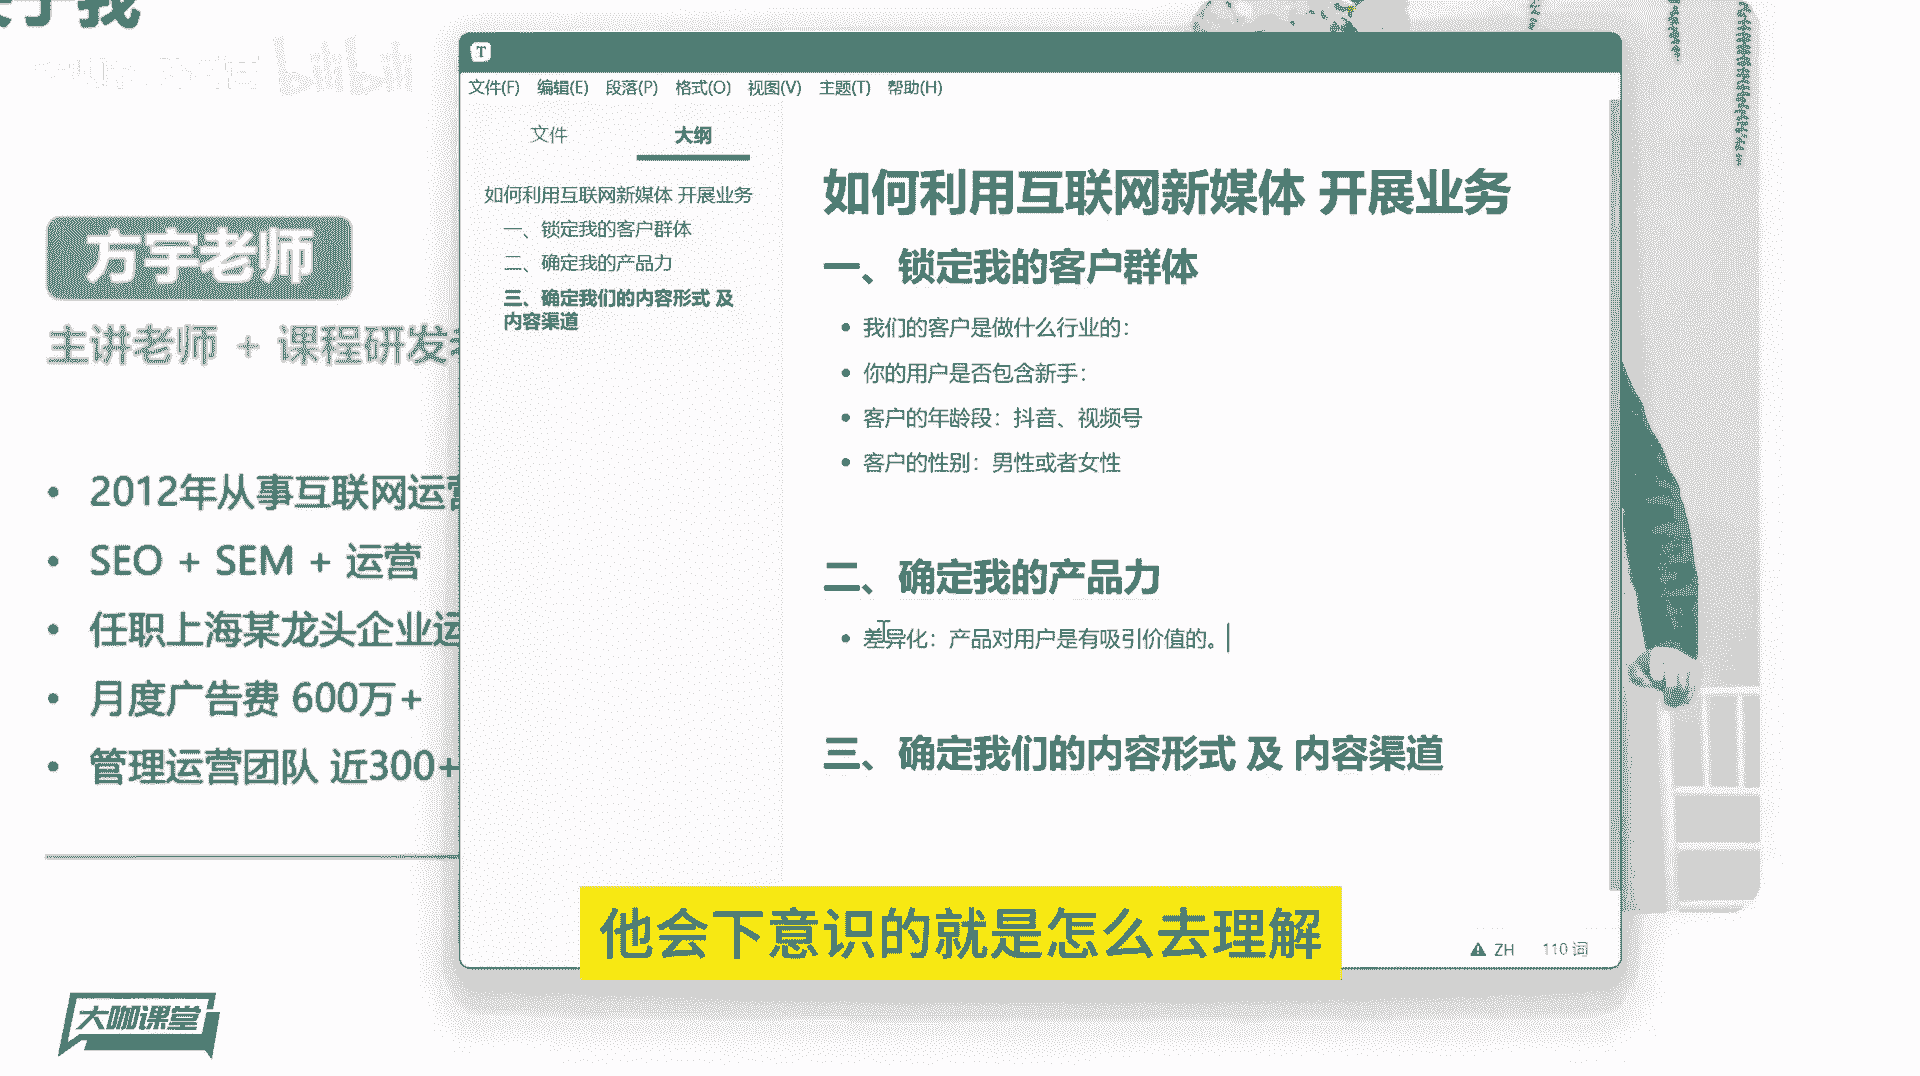 方宇老师
主讲老师 + 课程研发
2012年从事互联网运营
SEO + SEM + 运营
任职上海某龙头企业运
月度广告费 600万+
管理运营团队 近300+
大咖课堂
bilibili
T
文件(F) 编辑(E) 段落(P) 格式(O) 视图(V) 主题(T) 帮助(H)
文件 大纲
如何利用互联网新媒体 开展业务
一、锁定我的客户群体
二、确定我的产品力
三、确定我们的内容形式 及
内容渠道
如何利用互联网新媒体 开展业务
一、锁定我的客户群体
我们的客户是做什么行业的：
你的用户是否包含新手：
客户的年龄段：抖音、视频号
客户的性别：男性或者女性
二、确定我的产品力
差异化：产品对用户是有吸引价值的。
三、确定我们的内容形式 及 内容渠道
ZH 110 词
他会下意识的就是怎么去理解